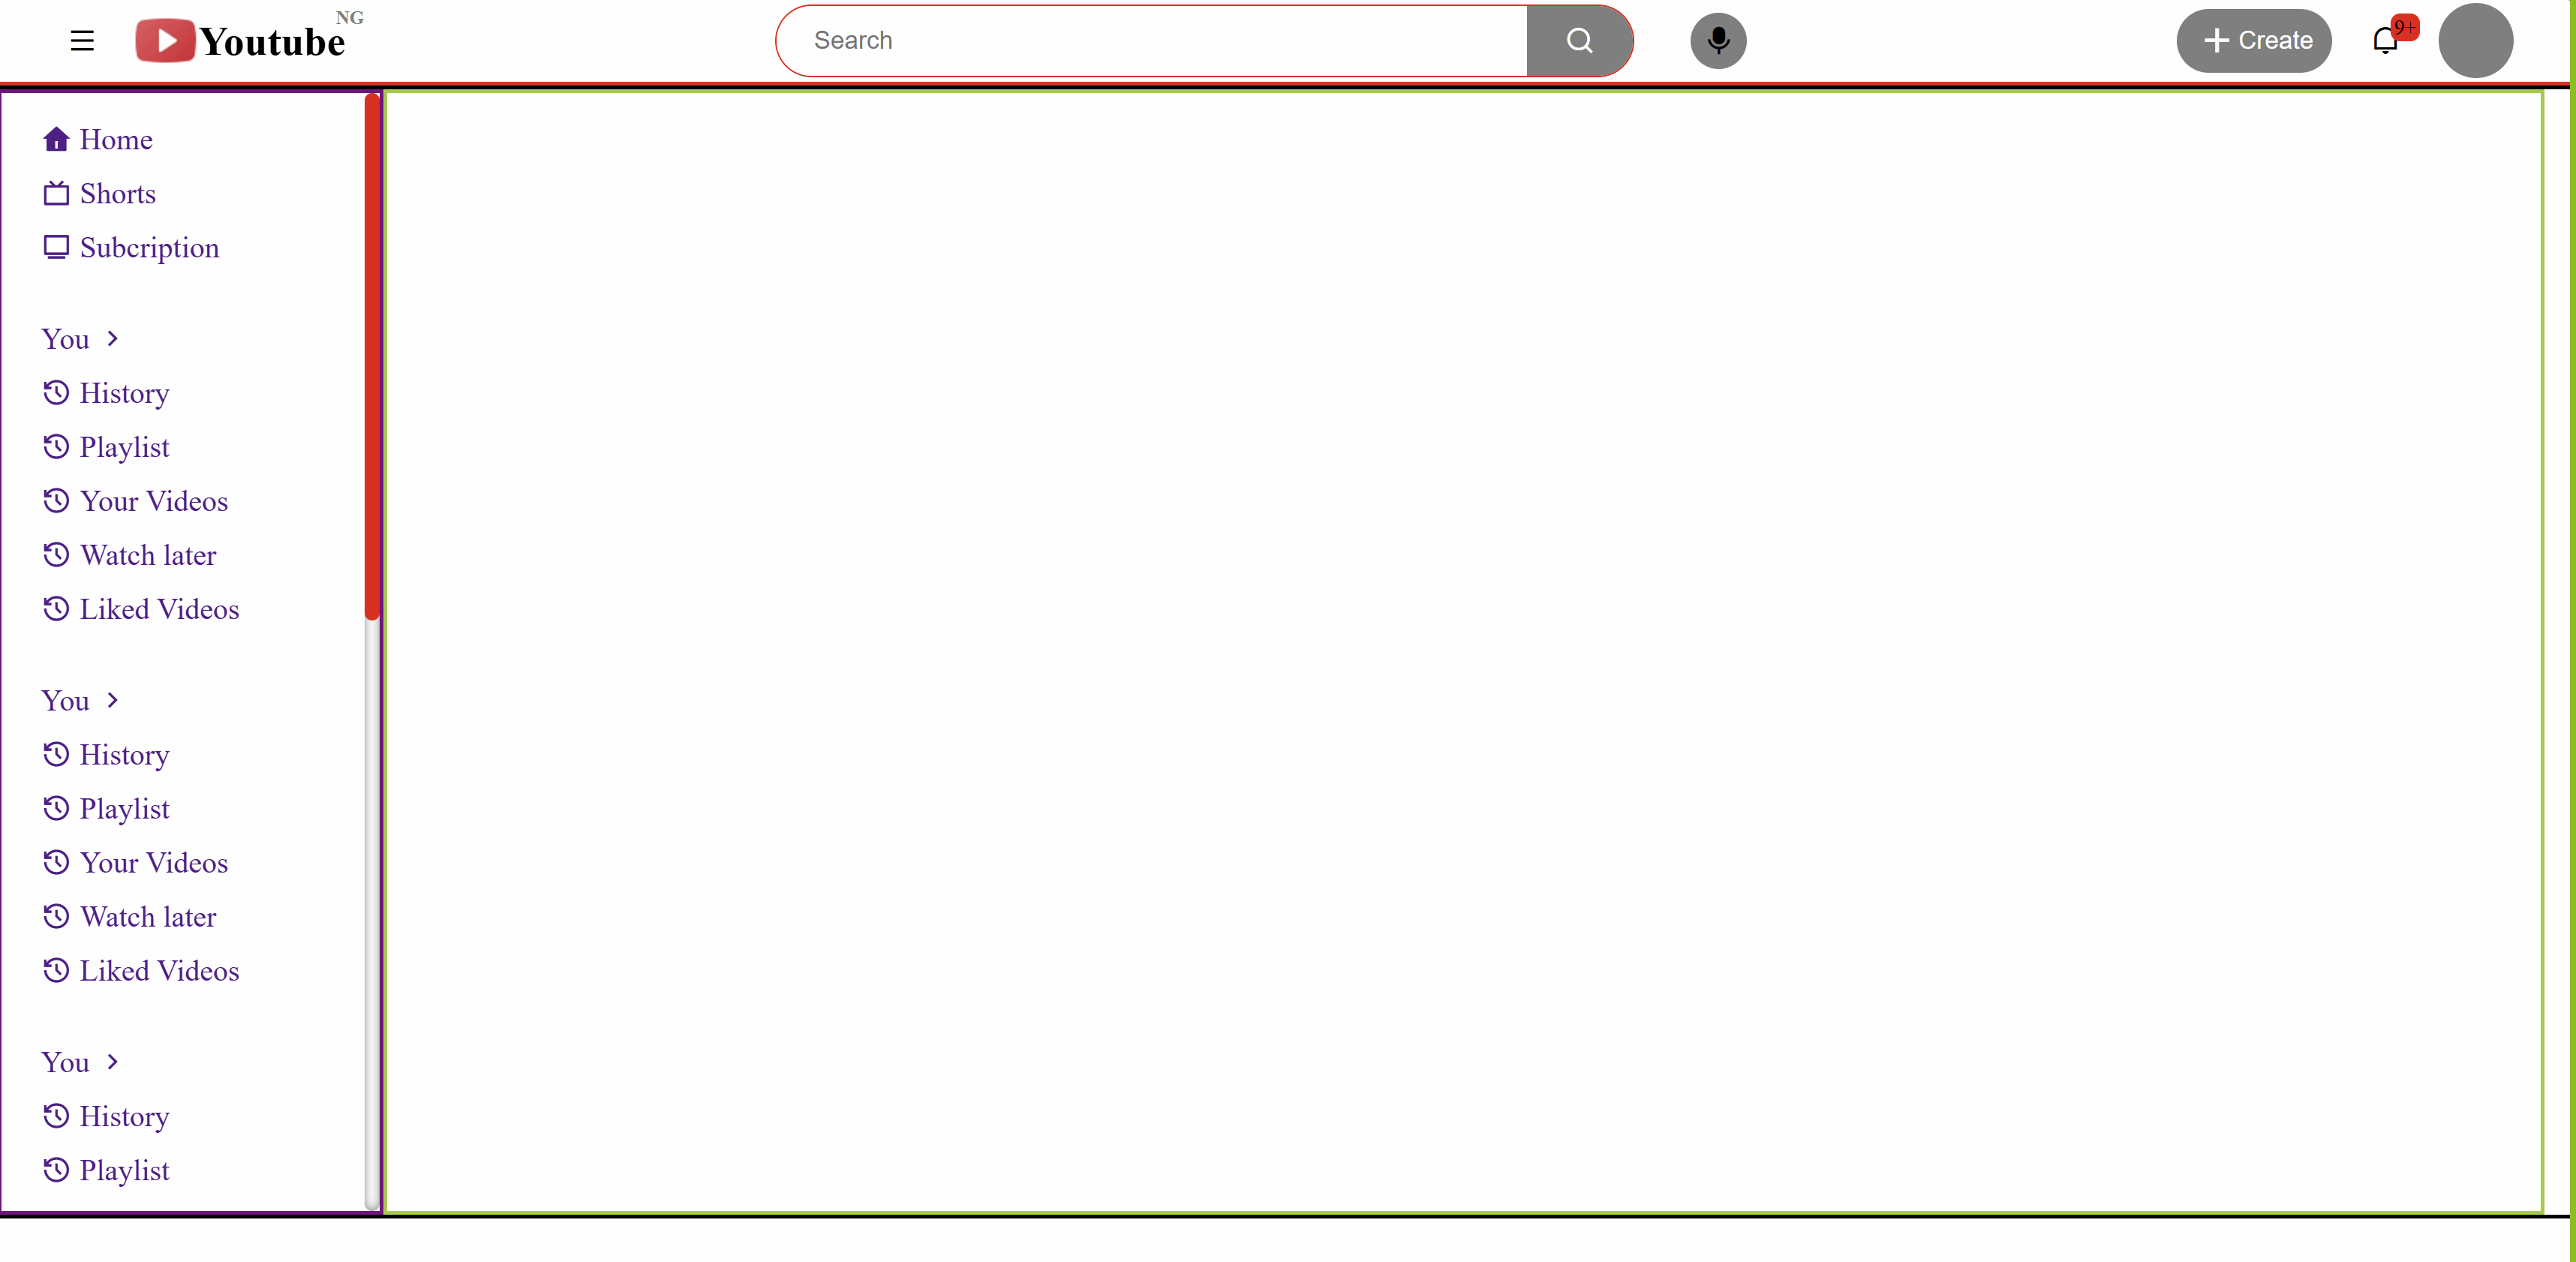 NG
Youtube
Search
Create
9+
Home
Shorts
Subcription
You
History
Playlist
Your Videos
Watch later
Liked Videos
You
History
Playlist
Your Videos
Watch later
Liked Videos
You
History
Playlist